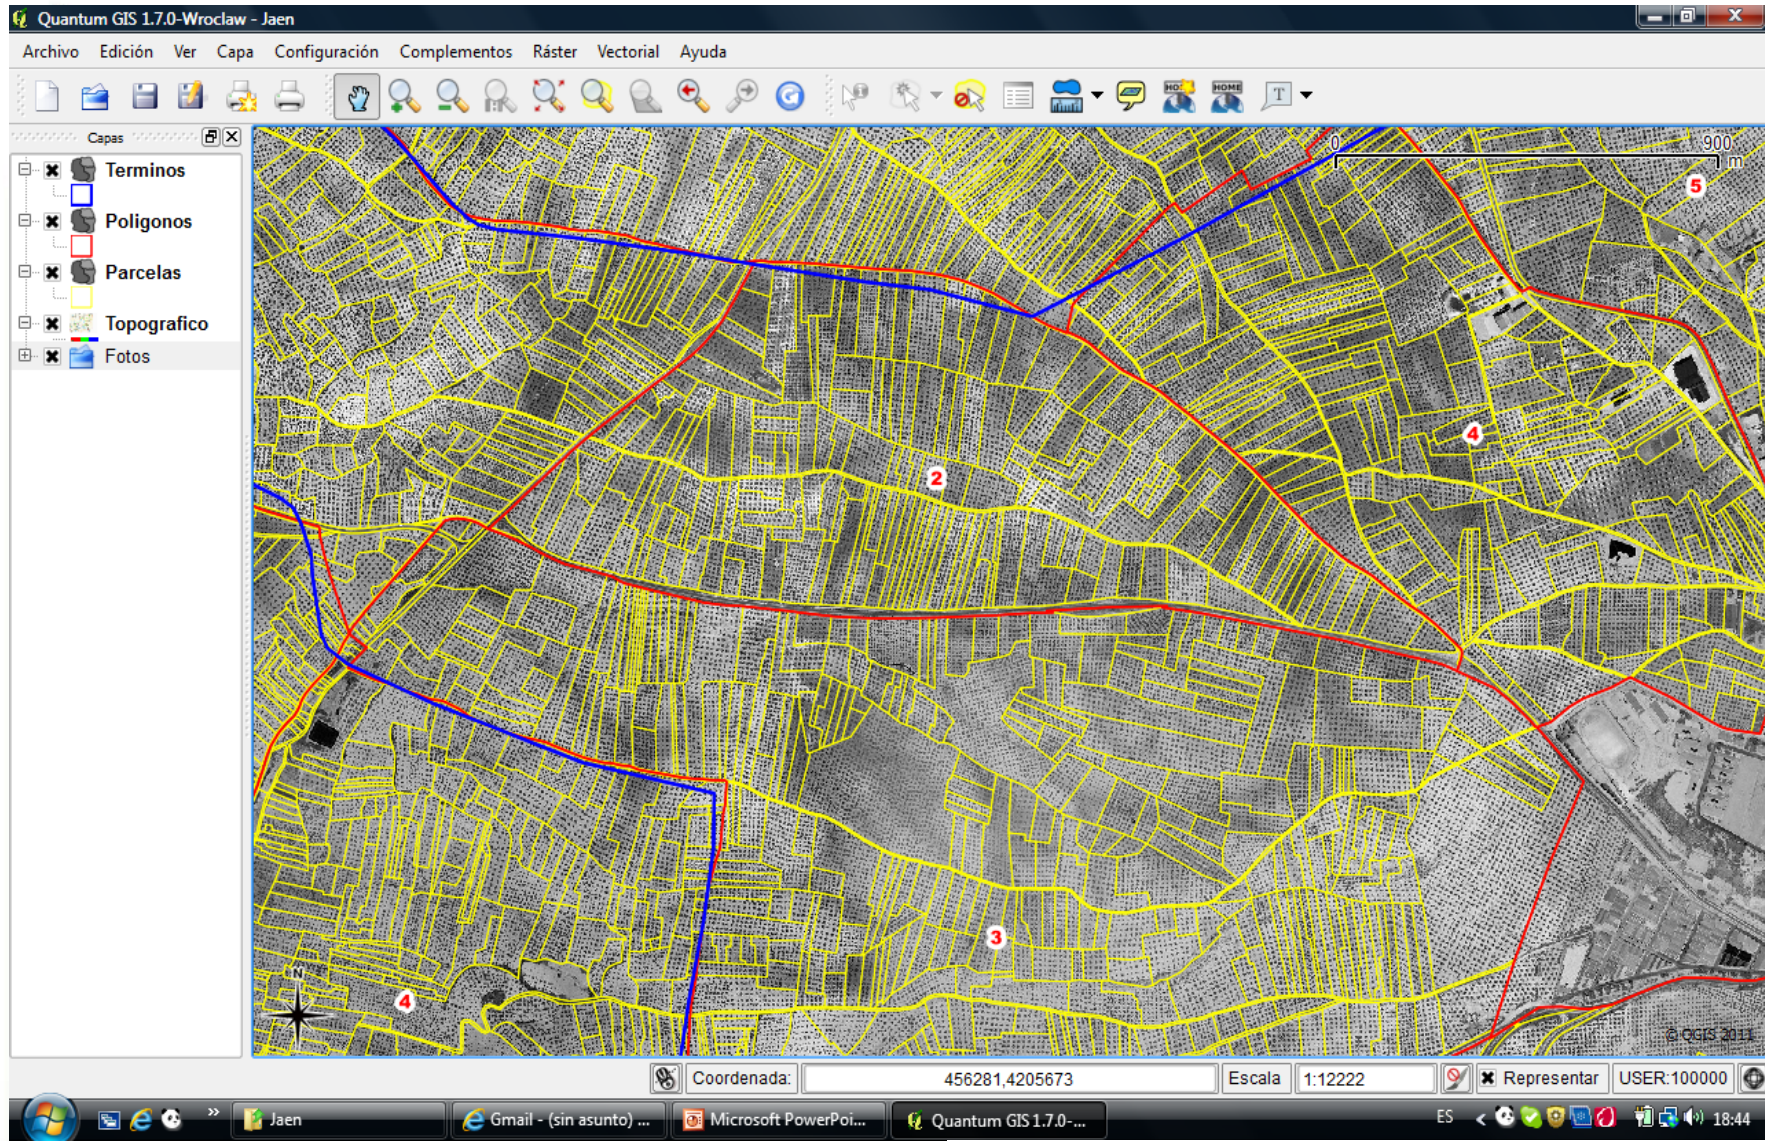 Quantum GIS 1.7.0-Wroclaw - Jaen
Archivo Edición Ver Capa Configuración Complementos Ráster Vectorial Ayuda
Capas
Terminos
Poligonos
Parcelas
Topografico
Fotos
0 900
m
5
4
2
3
4
N
© QGIS 2011
Coordenada: 456281,4205673 Escala 1:12222 Representar USER:100000
Jaen Gmail - (sin asunto) ... Microsoft PowerPoi... Quantum GIS 1.7.0-... ES 18:44